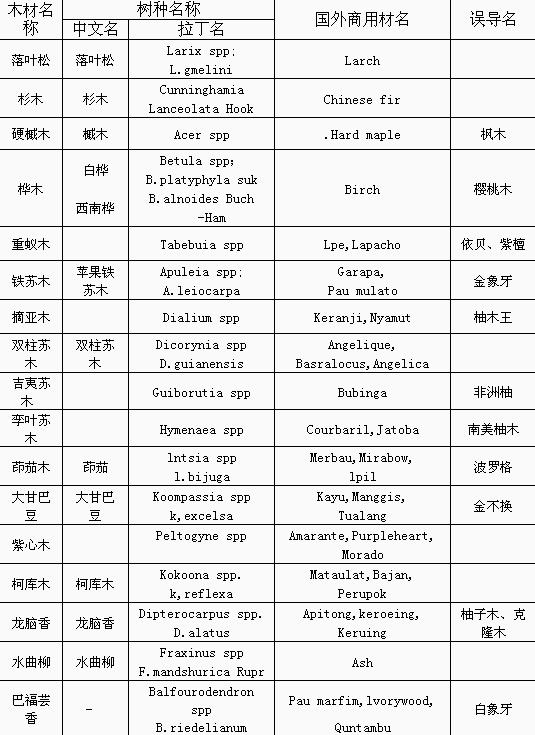 木材名称 树种名称 国外商用材名 误导名
中文名 拉丁名
落叶松 落叶松 Larix spp; L.gmelini Larch
杉木 杉木 Cunninghamia Lanceolata Hook Chinese fir
硬槭木 槭木 Acer spp .Hard maple 枫木
桦木 白桦 西南桦 Betula spp; B.platyphyla suk B.alnoides Buch -Ham Birch 樱桃木
重蚁木 Tabebuia spp Lpe,Lapacho 依贝、紫檀
铁苏木 苹果铁苏木 Apuleia spp; A.leiocarpa Garapa, Pau mulato 金象牙
摘亚木 Dialium spp Keranji,Nyamut 柚木王
双柱苏木 双柱苏木 Dicorynia spp D.guianensis Angelique, Basralocus,Angelica
吉夷苏木 Guiborutia spp Bubinga 非洲柚
孪叶苏木 Hymenaea spp Courbaril,Jatoba 南美柚木
茚茄木 茚茄 lntsia spp l.bijuga Merbau,Mirabow, lpil 波罗格
大甘巴豆 大甘巴豆 Koompassia spp k,excelsa Kayu,Manggis, Tualang 金不换
紫心木 Peltogyne spp Amarante,Purpleheart, Morado
柯库木 柯库木 Kokoona spp. k,reflexa Mataulat,Bajan, Perupok
龙脑香 龙脑香 Dipterocarpus spp. D.alatus Apitong,keroeing, Keruing 柚子木、克隆木
水曲柳 水曲柳 Fraxinus spp F.mandshurica Rupr Ash
巴福芸香 - Balfourodendron spp B.riedelianum Pau marfim,lvorywood, Quntambu 白象牙